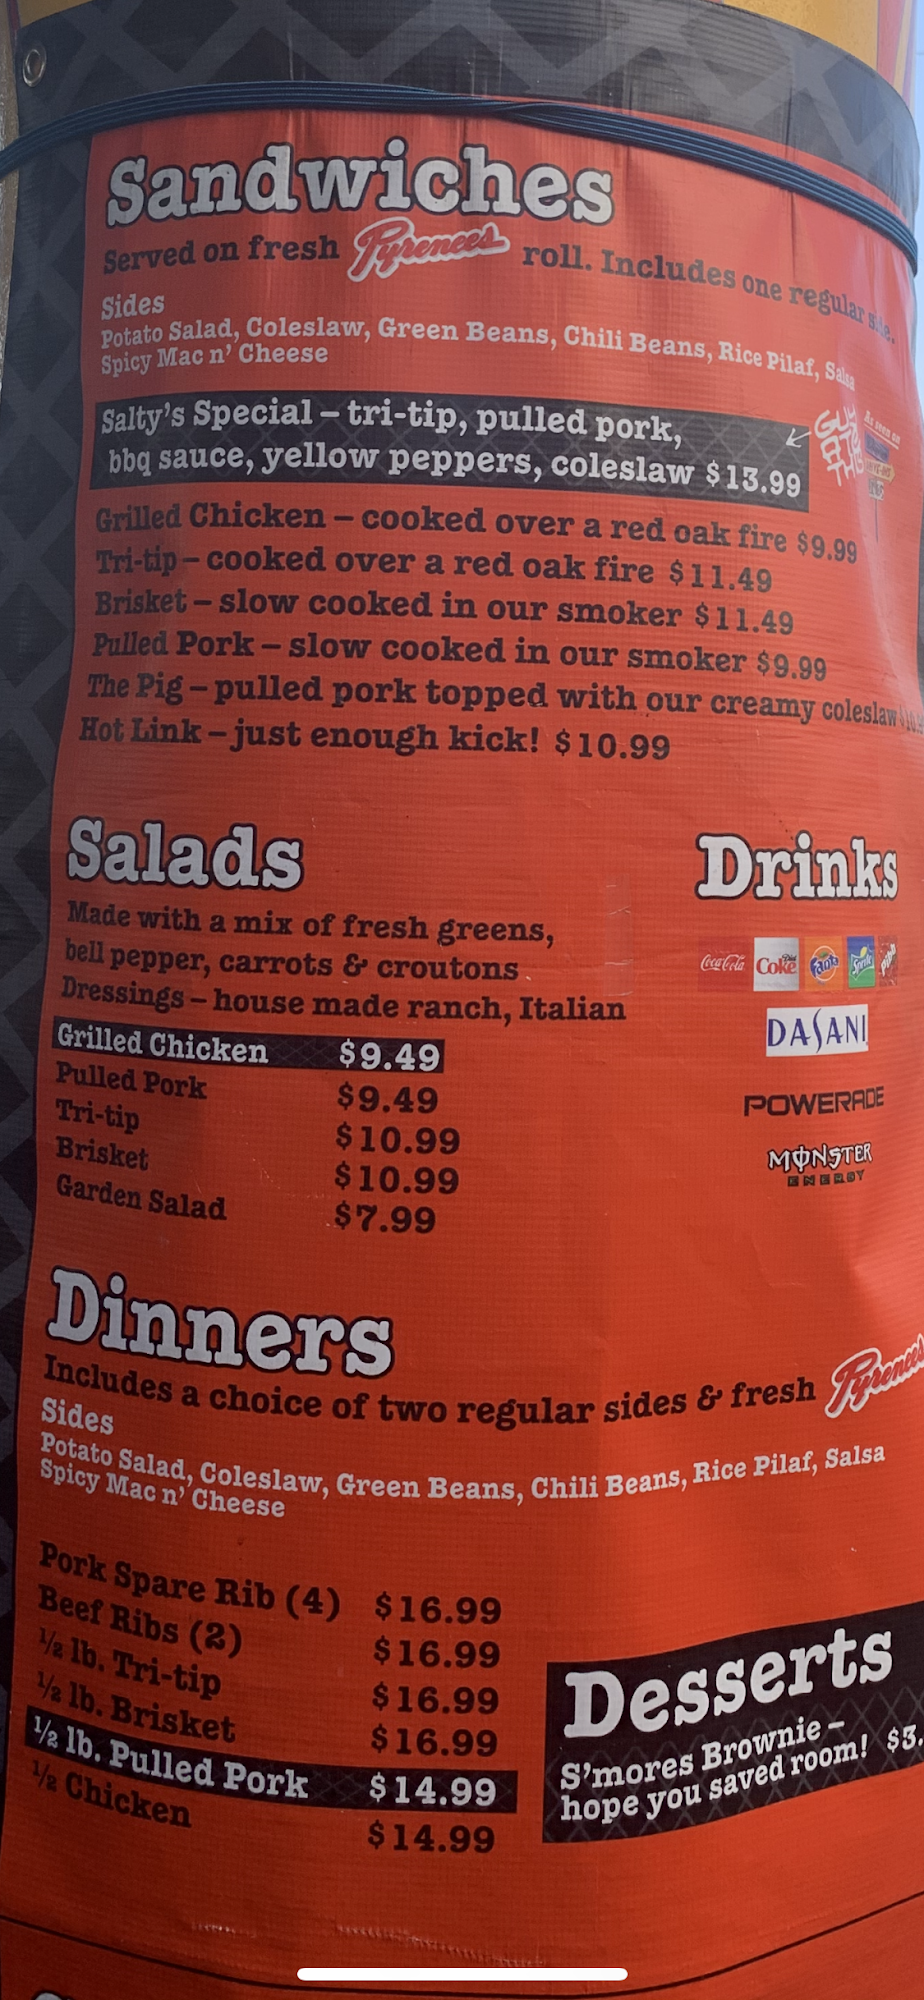 Sandwiches
Served on fresh Pyrenees roll. Includes one regular side.
Sides
Potato Salad, Coleslaw, Green Beans, Chili Beans, Rice Pilaf, Salsa
Spicy Mac n' Cheese
Salty's Special – tri-tip, pulled pork,
bbq sauce, yellow peppers, coleslaw $13.99
As seen on
Grilled Chicken – cooked over a red oak fire $9.99
Tri-tip – cooked over a red oak fire $11.49
Brisket – slow cooked in our smoker $11.49
Pulled Pork – slow cooked in our smoker $9.99
The Pig – pulled pork topped with our creamy coleslaw
Hot Link – just enough kick! $10.99
Salads
Made with a mix of fresh greens,
bell pepper, carrots & croutons
Dressings – house made ranch, Italian
Grilled Chicken $9.49
Pulled Pork $9.49
Tri-tip $10.99
Brisket $10.99
Garden Salad $7.99
Drinks
Coca-Cola Diet Coke Fanta Sprite
DASANI
POWERADE
MONSTER
ENERGY
Dinners
Includes a choice of two regular sides & fresh Pyrenees
Sides
Potato Salad, Coleslaw, Green Beans, Chili Beans, Rice Pilaf, Salsa
Spicy Mac n' Cheese
Pork Spare Rib (4) $16.99
Beef Ribs (2) $16.99
½ lb. Tri-tip $16.99
½ lb. Brisket $16.99
½ lb. Pulled Pork $14.99
½ Chicken $14.99
Desserts
S'mores Brownie –
hope you saved room! $3.